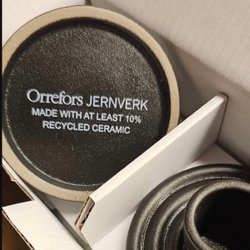 Orrefors JERNVERK
MADE WITH AT LEAST 10%
RECYCLED CERAMIC